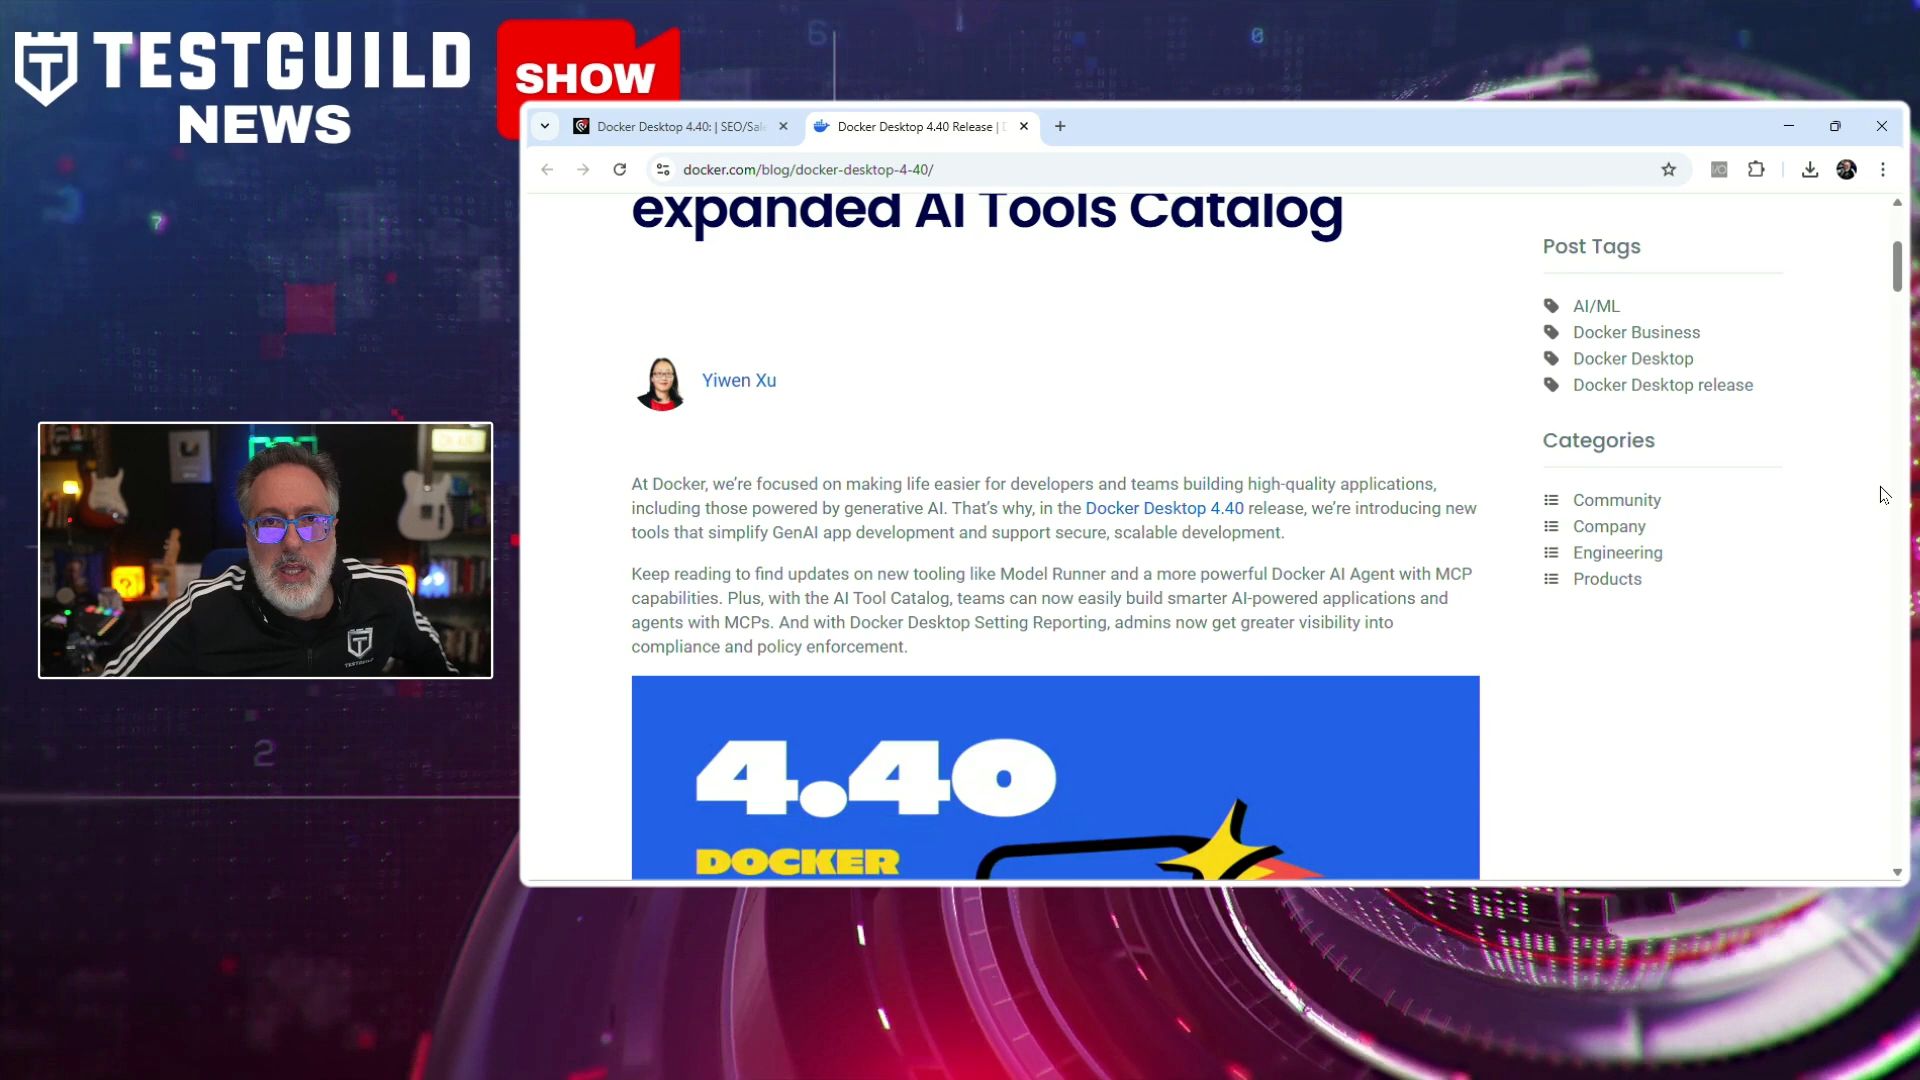 TESTGUILD
NEWS
SHOW
Docker Desktop 4.40: | SEO/Sal
Docker Desktop 4.40 Release |
docker.com/blog/docker-desktop-4-40/
expanded AI Tools Catalog
Yiwen Xu
At Docker, we're focused on making life easier for developers and teams building high-quality applications,
including those powered by generative AI. That's why, in the Docker Desktop 4.40 release, we're introducing new
tools that simplify GenAI app development and support secure, scalable development.
Keep reading to find updates on new tooling like Model Runner and a more powerful Docker AI Agent with MCP
capabilities. Plus, with the AI Tool Catalog, teams can now easily build smarter AI-powered applications and
agents with MCPs. And with Docker Desktop Setting Reporting, admins now get greater visibility into
compliance and policy enforcement.
4.40
DOCKER
Post Tags
AI/ML
Docker Business
Docker Desktop
Docker Desktop release
Categories
Community
Company
Engineering
Products
ON AIR
TESTGUILD
7
2
6